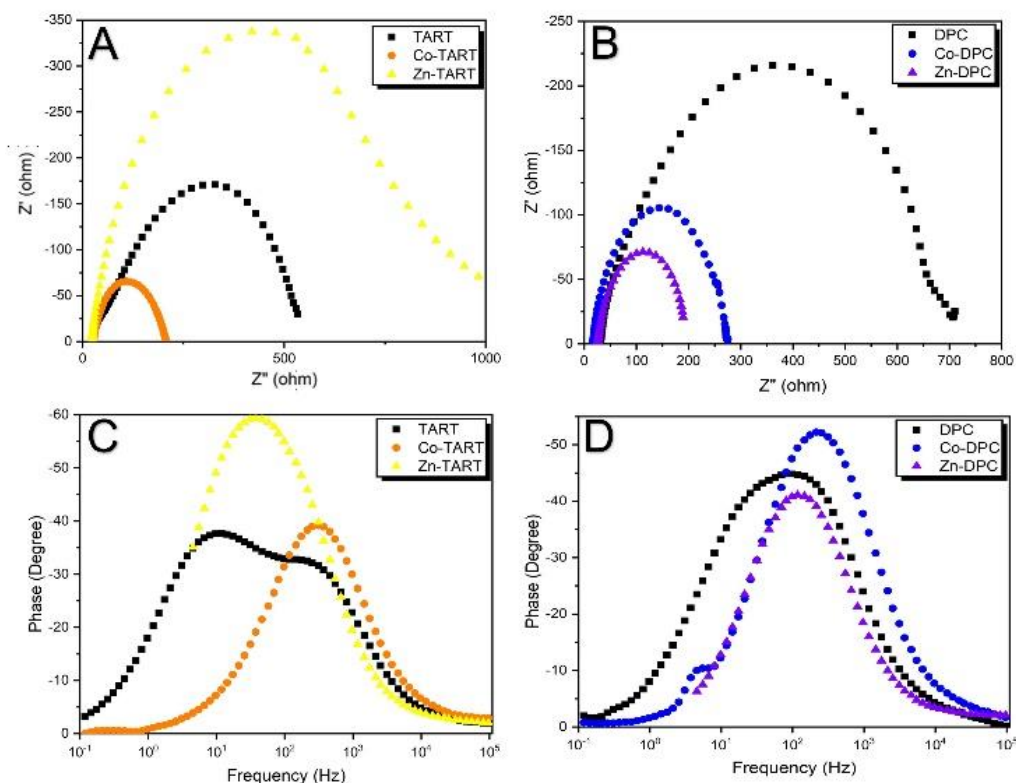 A
TART
Co-TART
Zn-TART
Z' (ohm)
-350
-300
-250
-200
-150
-100
-50
0
0
500
1000
Z" (ohm)
B
DPC
Co-DPC
Zn-DPC
Z' (ohm)
-250
-200
-150
-100
-50
0
0 100 200 300 400 500 600 700 800
Z" (ohm)
C
TART
Co-TART
Zn-TART
Phase (Degree)
-60
-50
-40
-30
-20
-10
0
10⁻¹ 10⁰ 10¹ 10² 10³ 10⁴ 10⁵
Frequency (Hz)
D
DPC
Co-DPC
Zn-DPC
Phase (Degree)
-50
-40
-30
-20
-10
0
10⁻¹ 10⁰ 10¹ 10² 10³ 10⁴ 10⁵
Frequency (Hz)